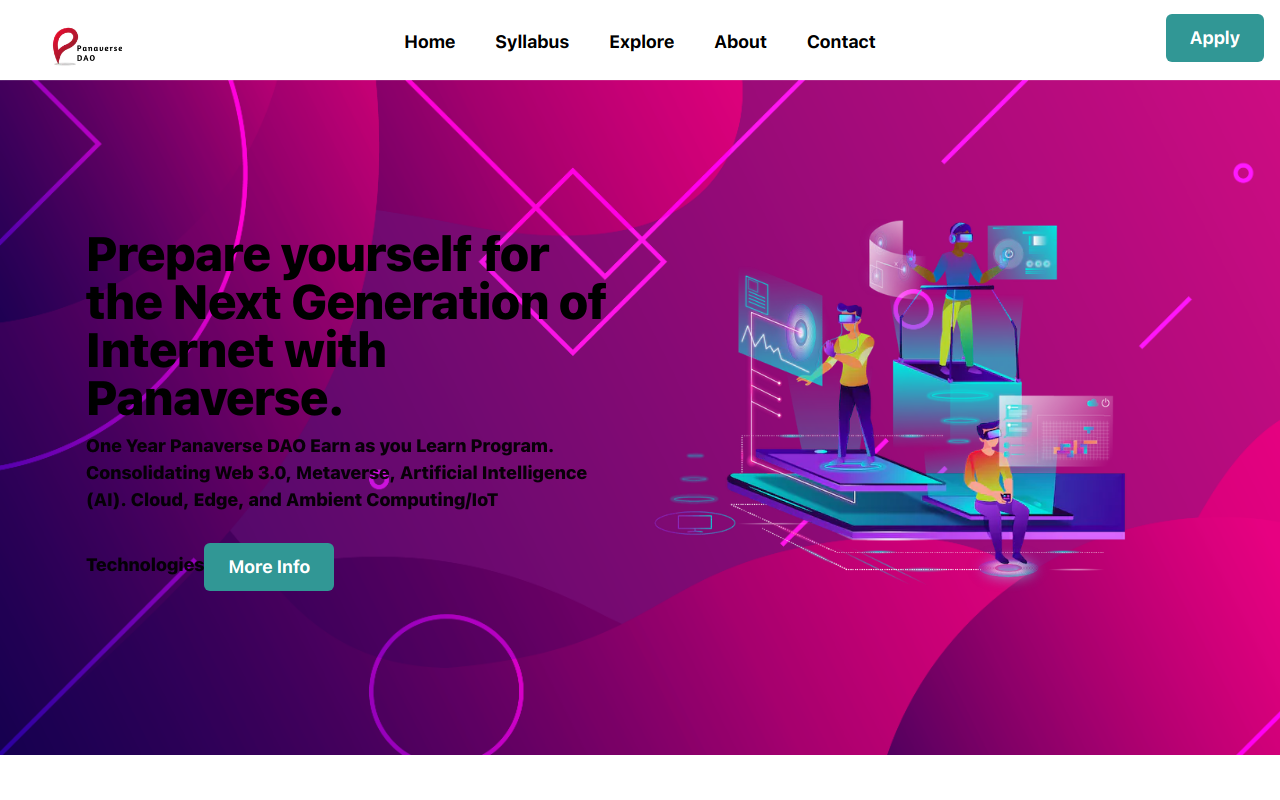 Panaverse
DAO
Home Syllabus Explore About Contact
Apply
Prepare yourself for
the Next Generation of
Internet with
Panaverse.
One Year Panaverse DAO Earn as you Learn Program.
Consolidating Web 3.0, Metaverse, Artificial Intelligence
(AI). Cloud, Edge, and Ambient Computing/IoT
Technologies
More Info